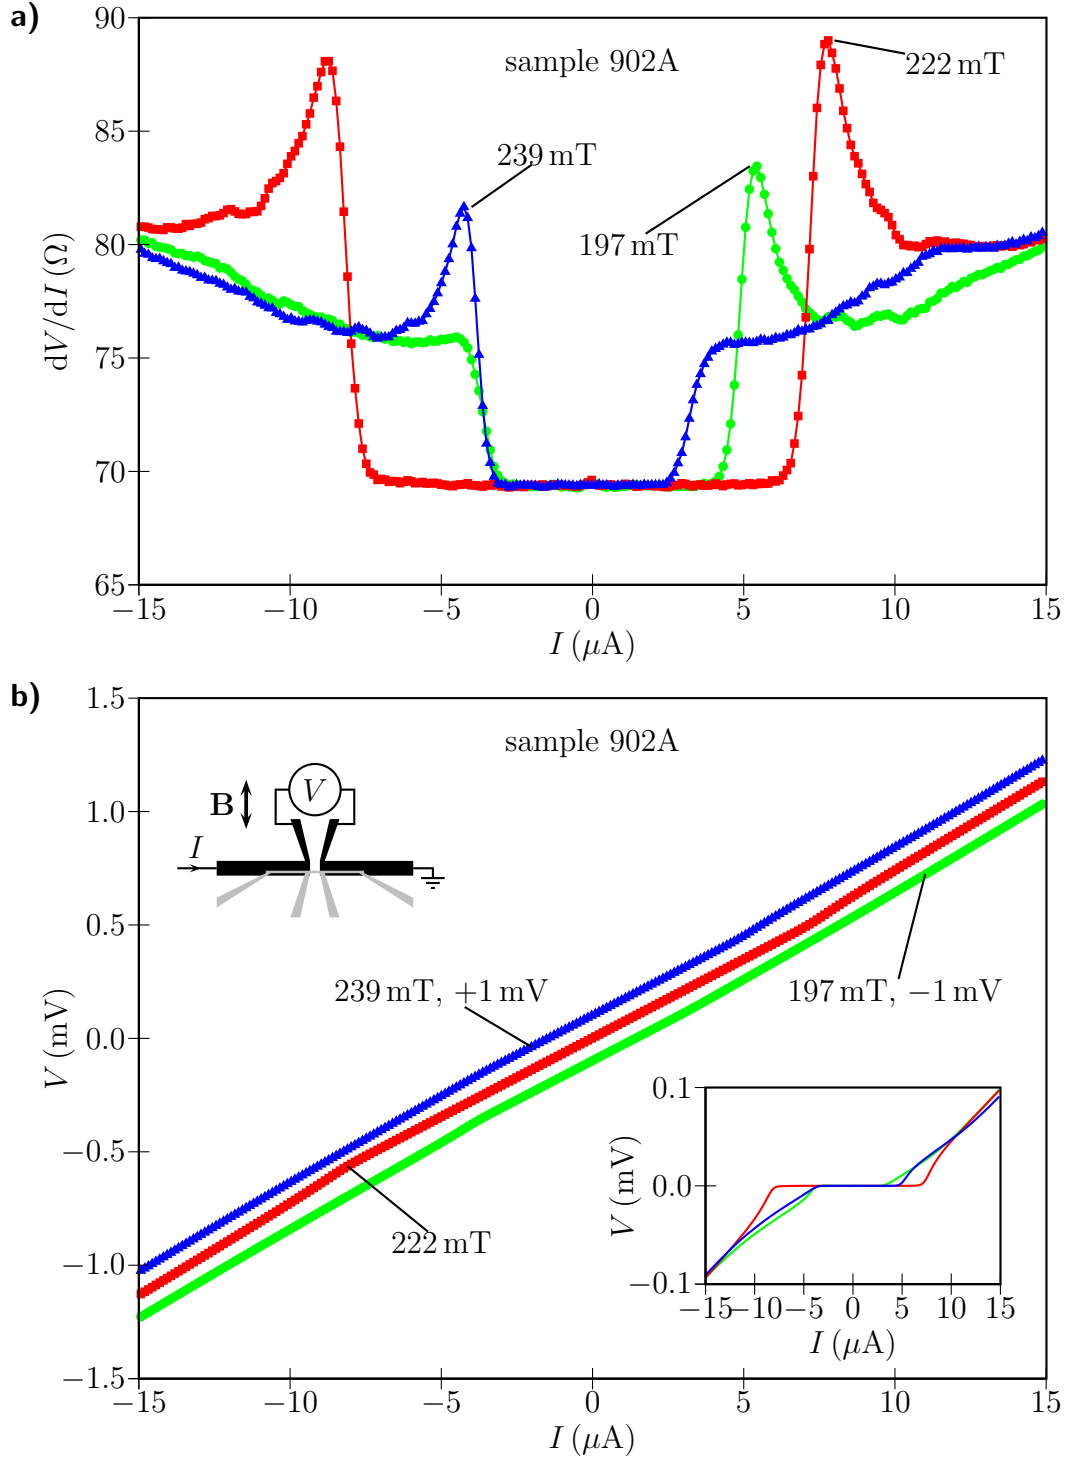 a)
90
85
80
75
70
65
dV/dI (Ω)
sample 902A
222 mT
239 mT
197 mT
−15
−10
−5
0
5
10
15
I (μA)
b)
1.5
1.0
0.5
0.0
−0.5
−1.0
−1.5
V (mV)
sample 902A
B
V
I
239 mT, +1 mV
197 mT, −1 mV
222 mT
0.1
0.0
−0.1
V (mV)
−15
−10
−5
0
5
10
15
I (μA)
−15
−10
−5
0
5
10
15
I (μA)